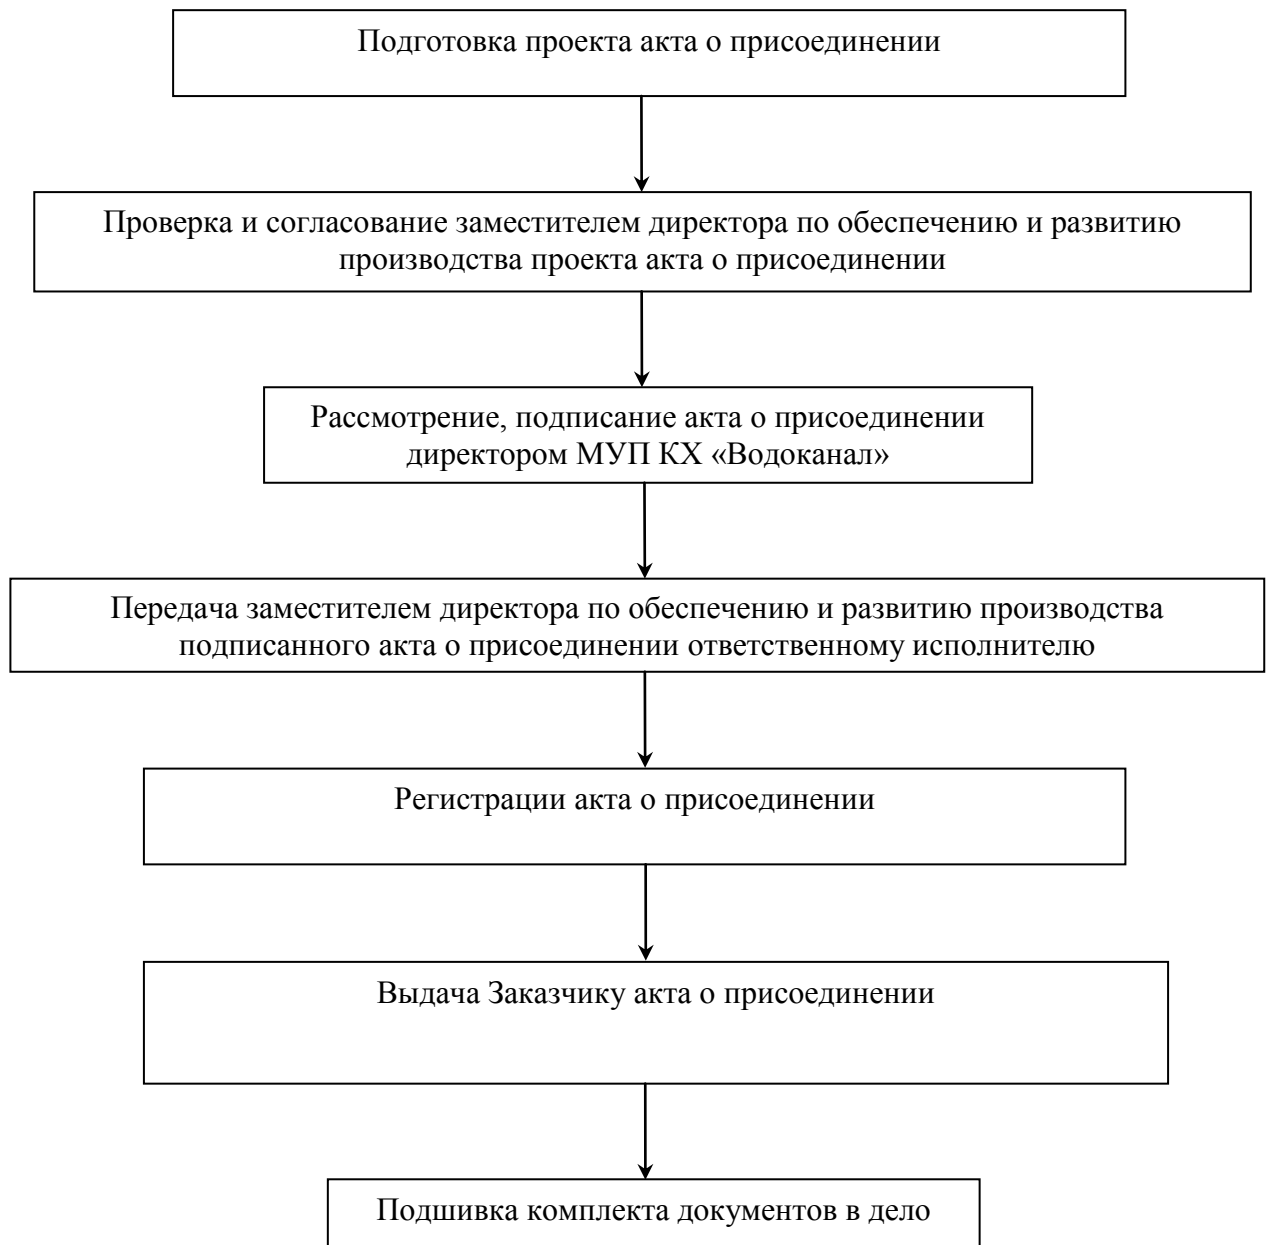 Подготовка проекта акта о присоединении
Проверка и согласование заместителем директора по обеспечению и развитию
производства проекта акта о присоединении
Рассмотрение, подписание акта о присоединении
директором МУП КХ «Водоканал»
Передача заместителем директора по обеспечению и развитию производства
подписанного акта о присоединении ответственному исполнителю
Регистрации акта о присоединении
Выдача Заказчику акта о присоединении
Подшивка комплекта документов в дело